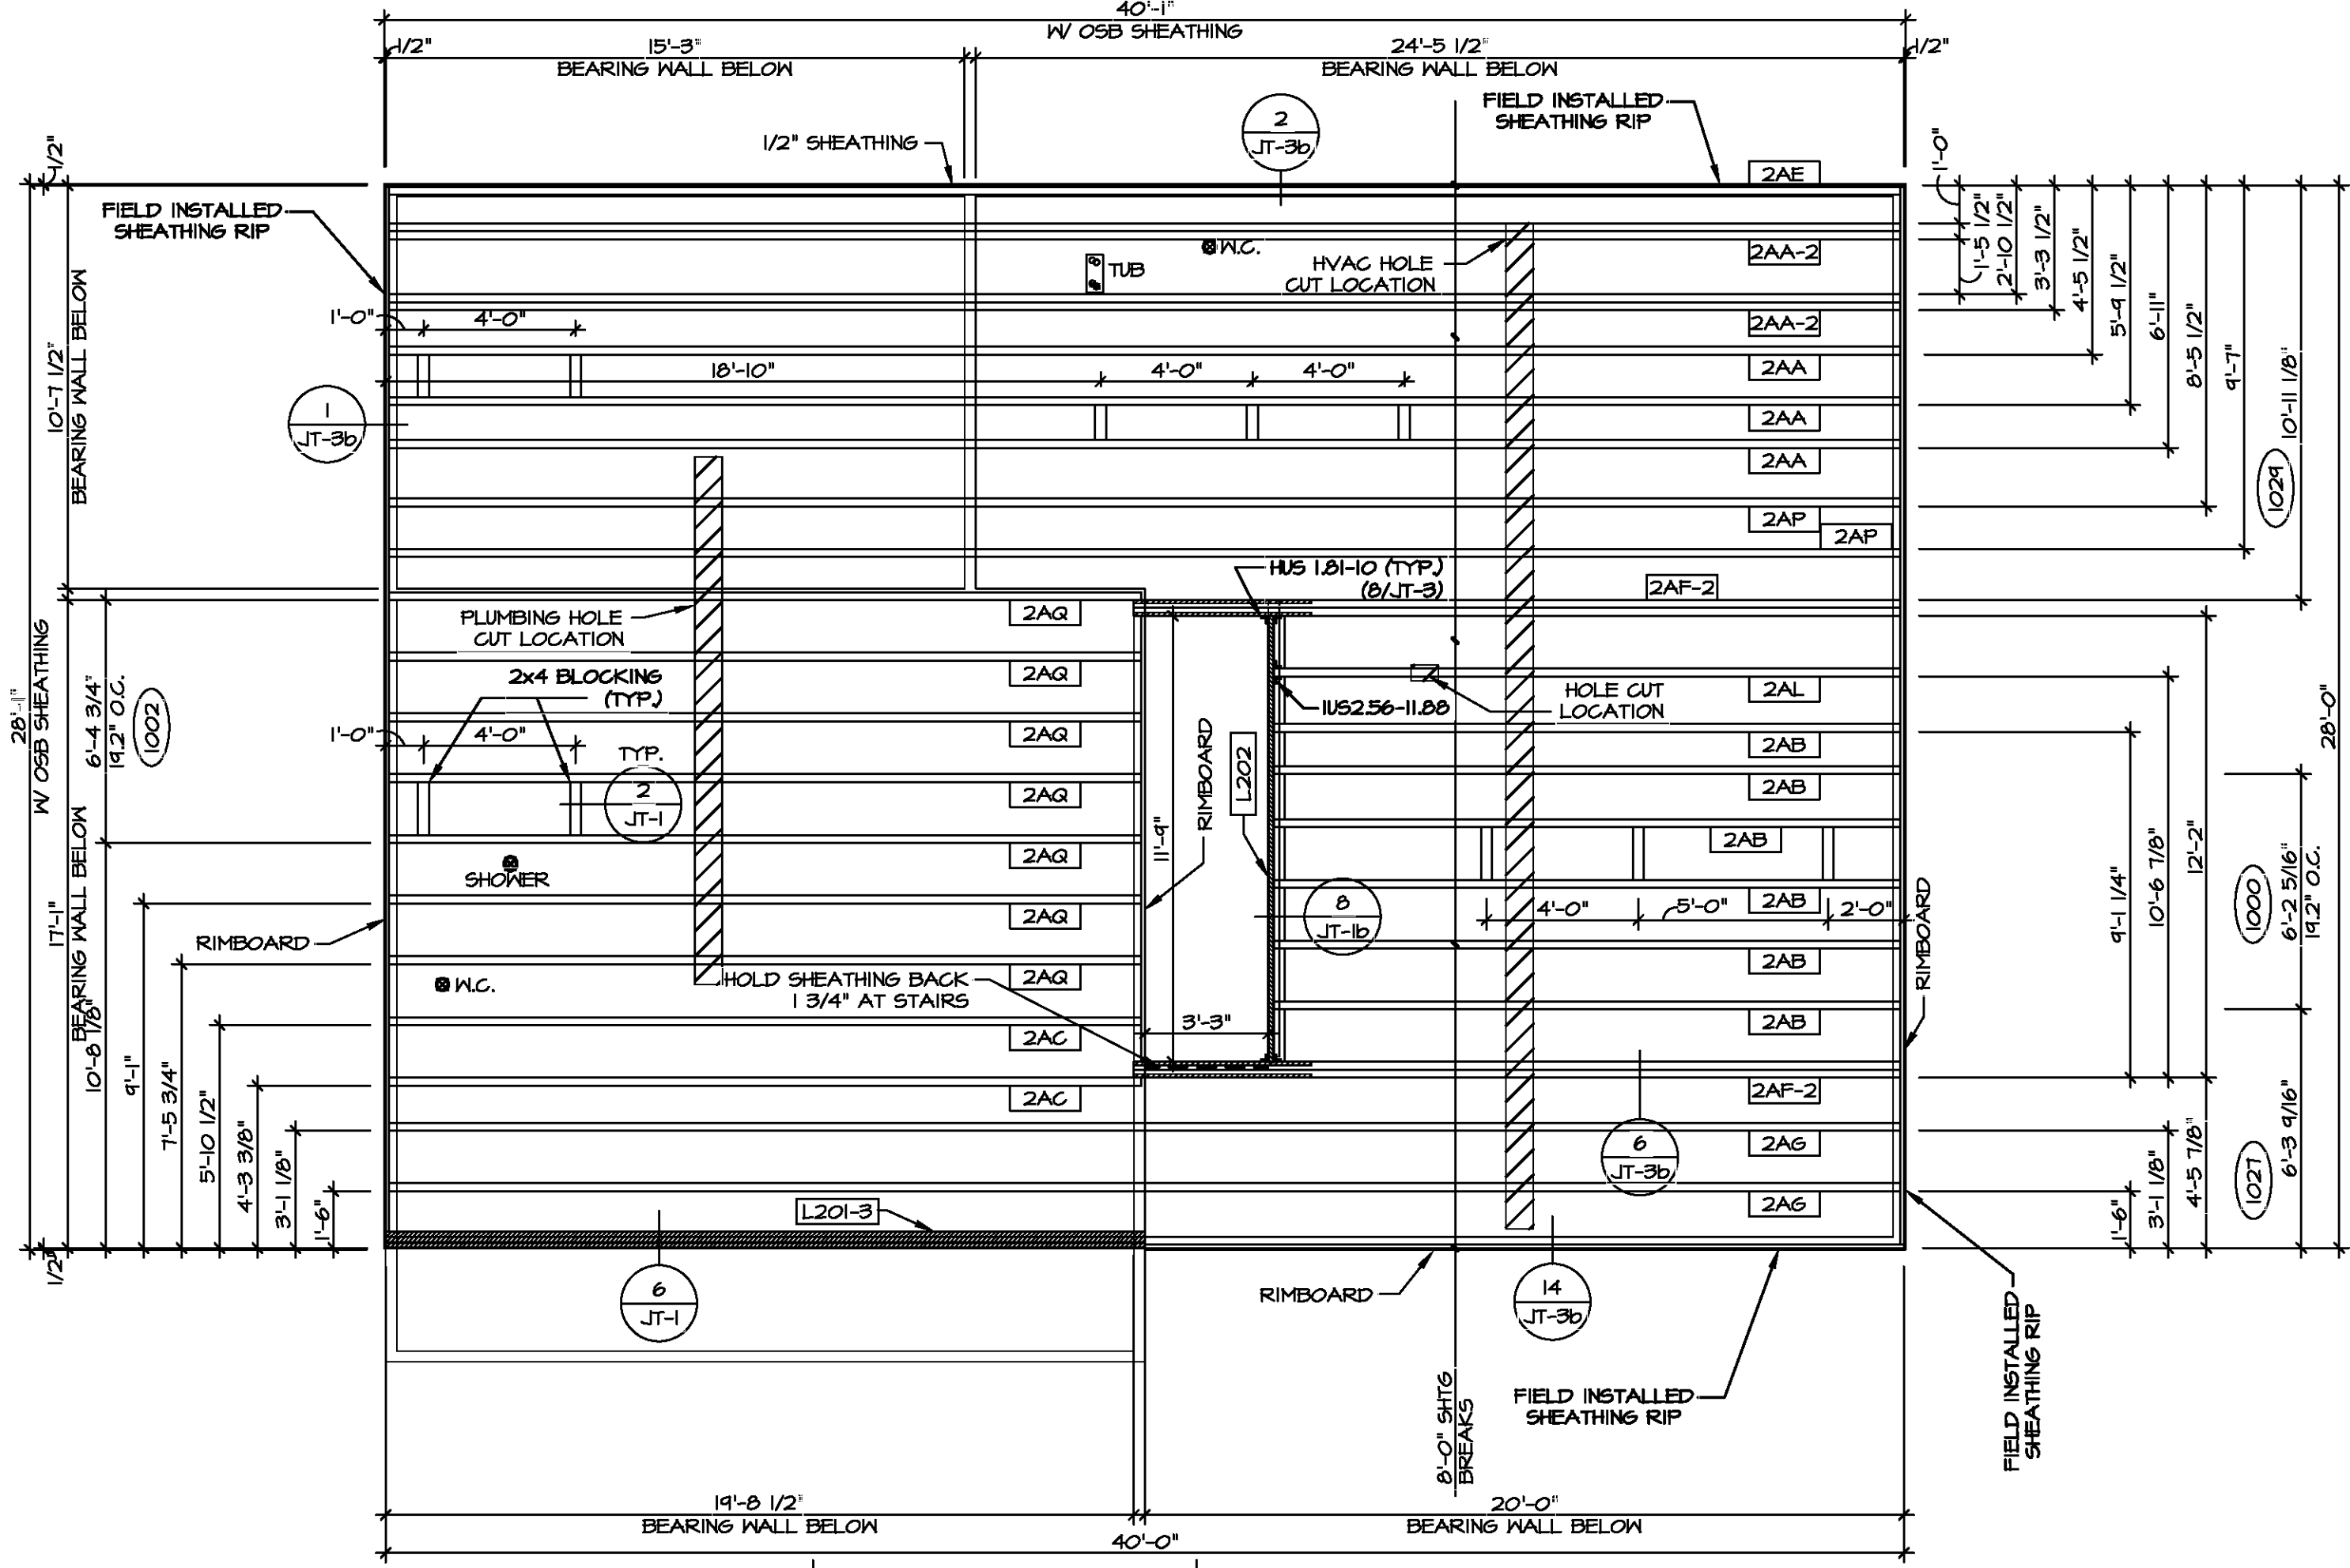 40'-1"
W/ OSB SHEATHING
1/2"
15'-3"
BEARING WALL BELOW
24'-5 1/2"
BEARING WALL BELOW
1/2"
FIELD INSTALLED
SHEATHING RIP
2
JT-3b
1/2" SHEATHING
1/2"
2AE
1'-0"
FIELD INSTALLED
SHEATHING RIP
W.C.
TUB
HVAC HOLE
CUT LOCATION
2AA-2
1'-5 1/2"
2'-10 1/2"
3'-3 1/2"
4'-5 1/2"
5'-9 1/2"
6'-11"
8'-5 1/2"
9'-7"
10'-11 1/8"
1029
10'-7 1/2"
BEARING WALL BELOW
1'-0"
4'-0"
2AA-2
18'-10"
4'-0"
4'-0"
2AA
1
JT-3b
2AA
2AA
2AP
2AP
HUS 1.81-10 (TYP.)
(8/JT-3)
2AF-2
PLUMBING HOLE
CUT LOCATION
2AQ
28'-1"
W/ OSB SHEATHING
6'-4 3/4"
19.2" O.C.
1002
2x4 BLOCKING
(TYP.)
2AQ
HOLE CUT
LOCATION
2AL
IUS2.56-11.88
28'-0"
1'-0"
4'-0"
2AQ
RIMBOARD
L202
2AB
TYP.
2
JT-1
2AQ
2AB
11'-9"
2AB
SHOWER
2AQ
8
JT-1b
2AB
4'-0"
5'-0"
2'-0"
RIMBOARD
9'-1 1/4"
10'-6 7/8"
12'-2"
1000
6'-2 5/16"
19.2" O.C.
17'-1"
BEARING WALL BELOW
10'-8 1/8"
9'-1"
7'-5 3/4"
5'-10 1/2"
4'-3 3/8"
3'-1 1/8"
1'-6"
RIMBOARD
2AQ
2AB
W.C.
HOLD SHEATHING BACK
1 3/4" AT STAIRS
2AQ
3'-3"
2AB
2AC
2AC
2AF-2
6
JT-3b
2AG
2AG
1'-6"
3'-1 1/8"
4'-5 7/8"
1027
6'-3 9/16"
L201-3
1/2"
6
JT-1
RIMBOARD
14
JT-3b
8'-0" SHTG
BREAKS
FIELD INSTALLED
SHEATHING RIP
FIELD INSTALLED
SHEATHING RIP
19'-8 1/2"
BEARING WALL BELOW
20'-0"
BEARING WALL BELOW
40'-0"